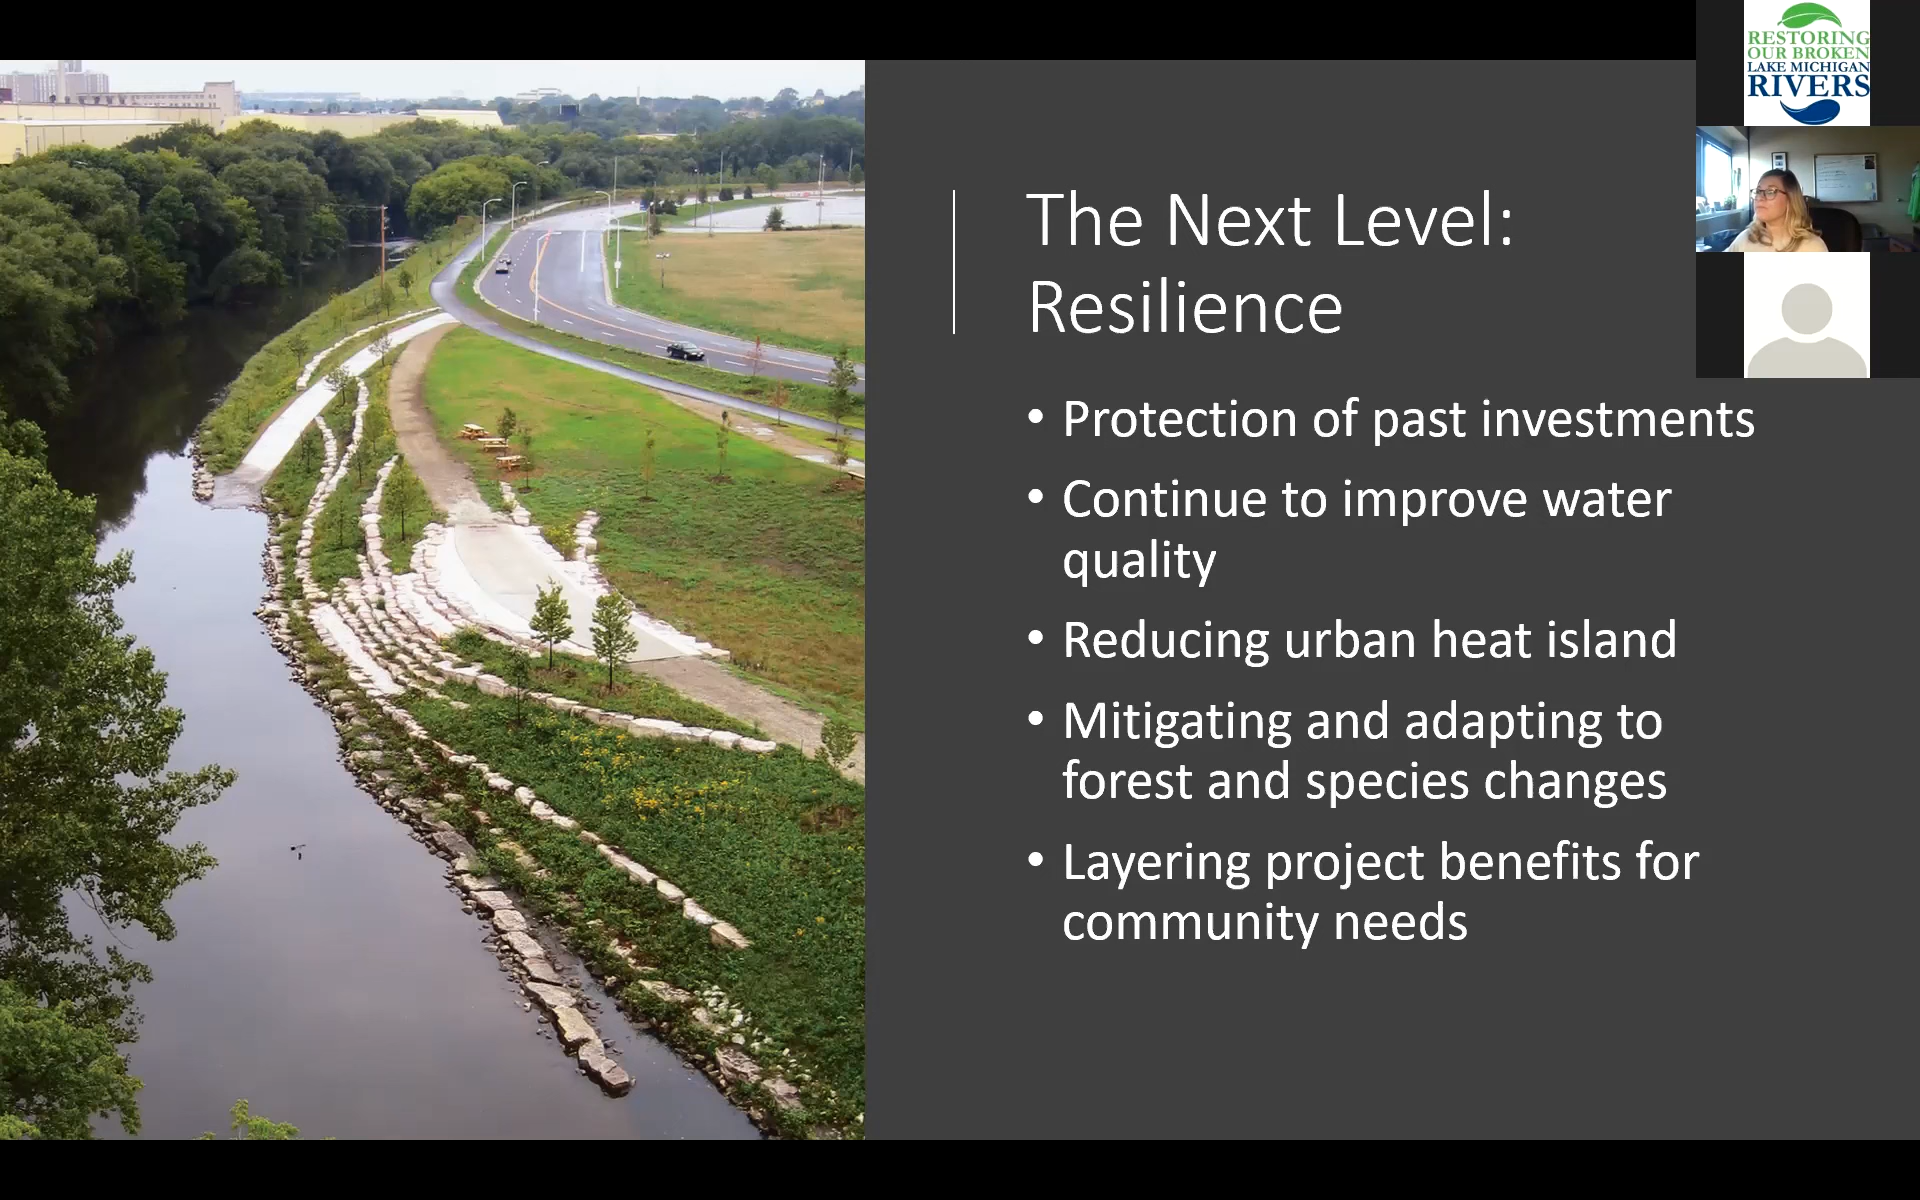 RESTORING
OUR BROKEN
LAKE MICHIGAN
RIVERS
The Next Level:
Resilience
• Protection of past investments
• Continue to improve water
quality
• Reducing urban heat island
• Mitigating and adapting to
forest and species changes
• Layering project benefits for
community needs